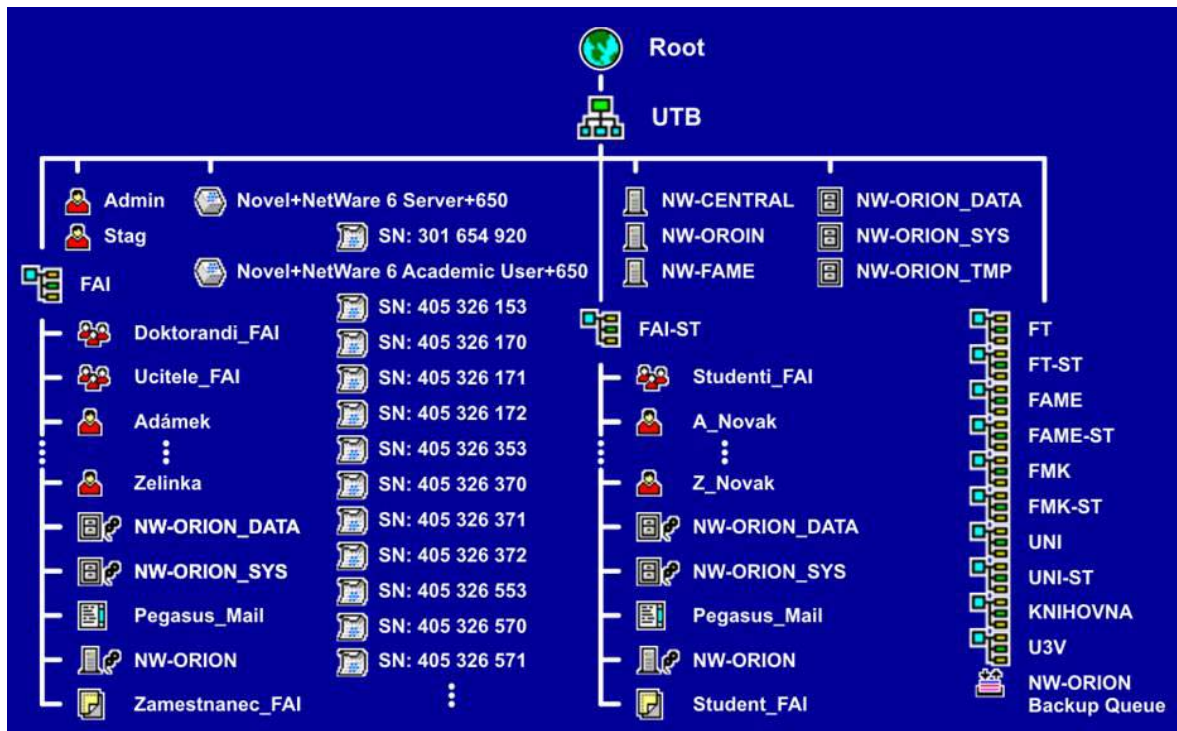 Root
UTB
Admin
Stag
FAI
Doktorandi_FAI
Ucitele_FAI
Adámek
Zelinka
NW-ORION_DATA
NW-ORION_SYS
Pegasus_Mail
NW-ORION
Zamestnanec_FAI
Novel+NetWare 6 Server+650
SN: 301 654 920
Novel+NetWare 6 Academic User+650
SN: 405 326 153
SN: 405 326 170
SN: 405 326 171
SN: 405 326 172
SN: 405 326 353
SN: 405 326 370
SN: 405 326 371
SN: 405 326 372
SN: 405 326 553
SN: 405 326 570
SN: 405 326 571
FAI-ST
Studenti_FAI
A_Novak
Z_Novak
NW-ORION_DATA
NW-ORION_SYS
Pegasus_Mail
NW-ORION
Student_FAI
NW-CENTRAL
NW-OROIN
NW-FAME
NW-ORION_DATA
NW-ORION_SYS
NW-ORION_TMP
FT
FT-ST
FAME
FAME-ST
FMK
FMK-ST
UNI
UNI-ST
KNIHOVNA
U3V
NW-ORION
Backup Queue